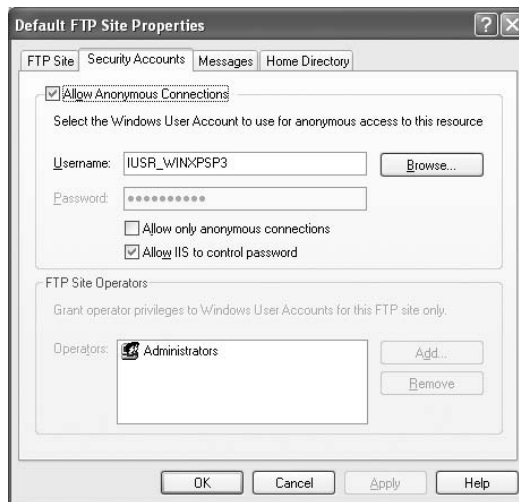 Default FTP Site Properties
FTP Site Security Accounts Messages Home Directory
Allow Anonymous Connections
Select the Windows User Account to use for anonymous access to this resource
Username: IUSR_WINXPSP3 Browse...
Password: ●●●●●●●●●●
Allow only anonymous connections
Allow IIS to control password
FTP Site Operators
Grant operator privileges to Windows User Accounts for this FTP site only.
Operators: Administrators Add...
Remove
OK Cancel Apply Help